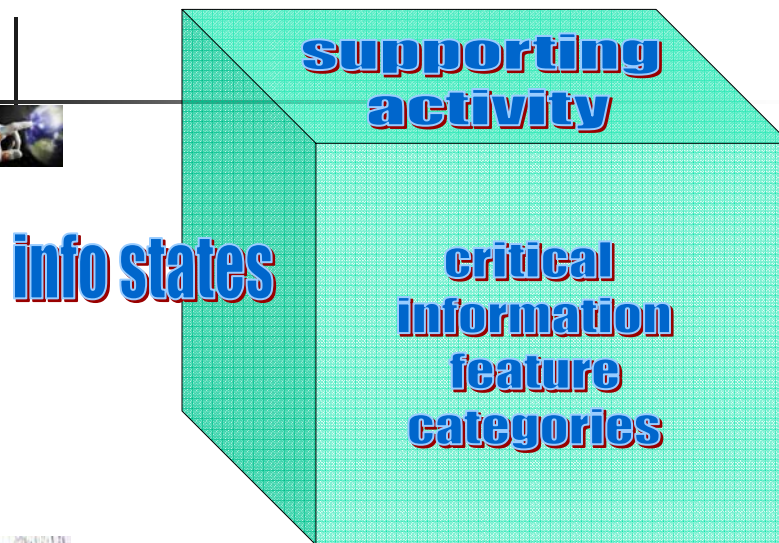 supporting
activity
info states
critical
information
feature
categories